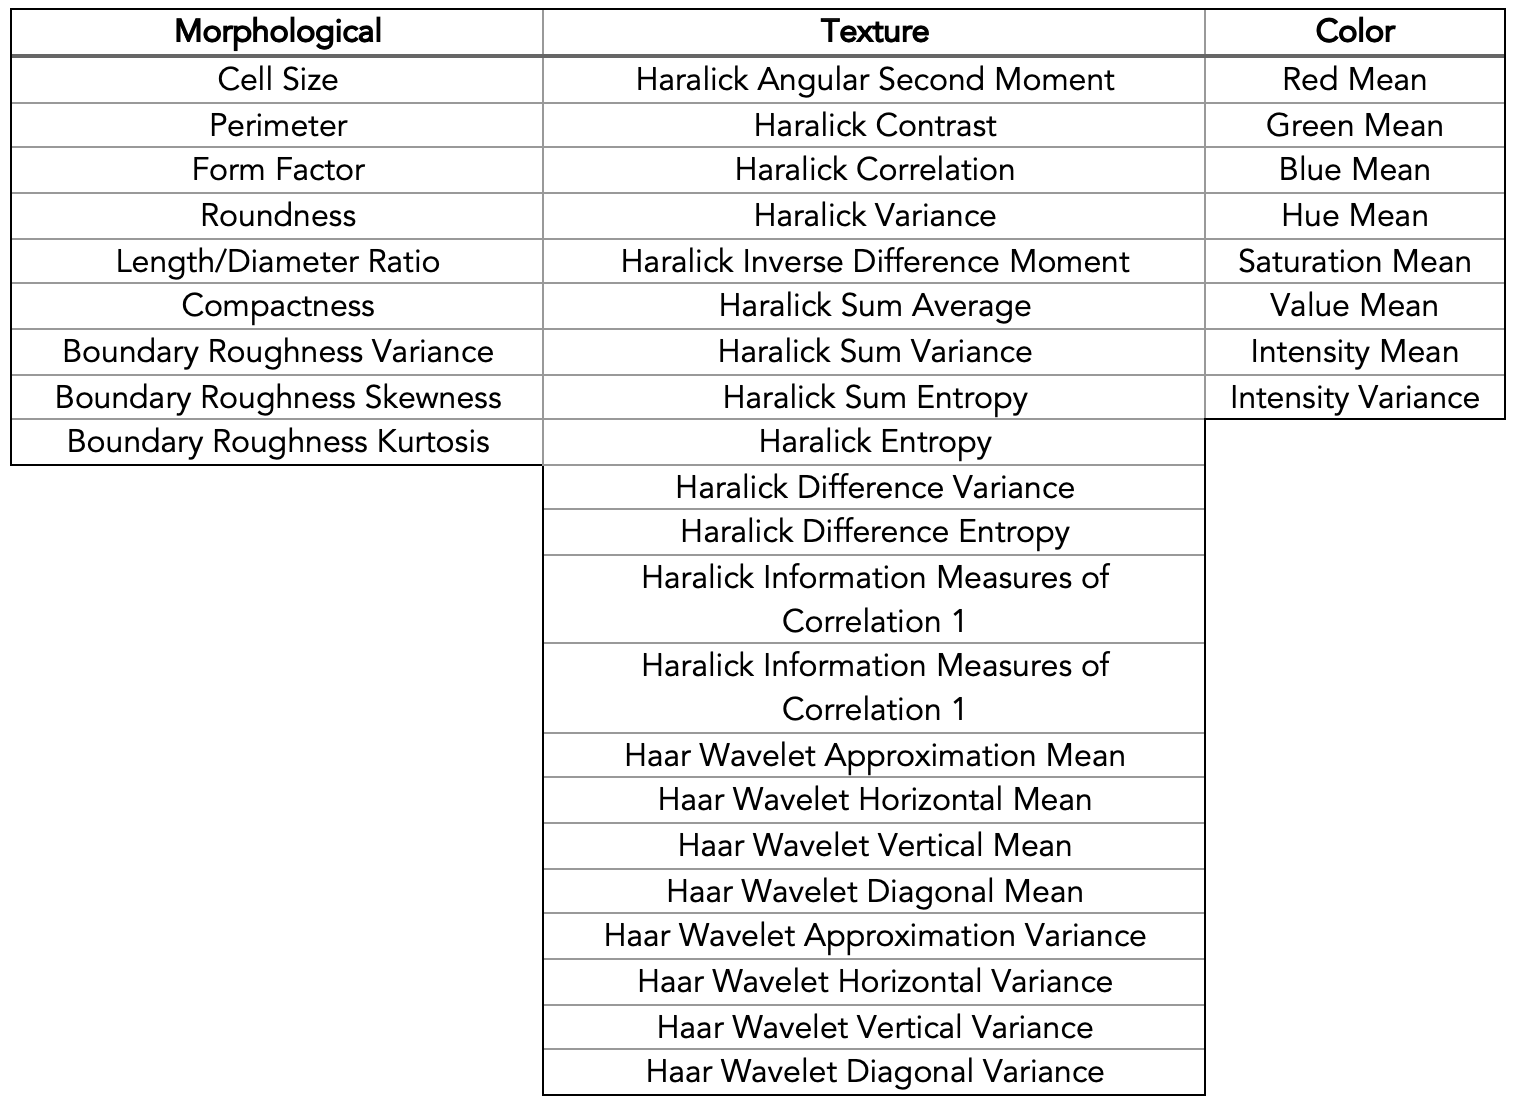 Morphological Texture Color
Cell Size Haralick Angular Second Moment Red Mean
Perimeter Haralick Contrast Green Mean
Form Factor Haralick Correlation Blue Mean
Roundness Haralick Variance Hue Mean
Length/Diameter Ratio Haralick Inverse Difference Moment Saturation Mean
Compactness Haralick Sum Average Value Mean
Boundary Roughness Variance Haralick Sum Variance Intensity Mean
Boundary Roughness Skewness Haralick Sum Entropy Intensity Variance
Boundary Roughness Kurtosis Haralick Entropy
Haralick Difference Variance
Haralick Difference Entropy
Haralick Information Measures of
Correlation 1
Haralick Information Measures of
Correlation 1
Haar Wavelet Approximation Mean
Haar Wavelet Horizontal Mean
Haar Wavelet Vertical Mean
Haar Wavelet Diagonal Mean
Haar Wavelet Approximation Variance
Haar Wavelet Horizontal Variance
Haar Wavelet Vertical Variance
Haar Wavelet Diagonal Variance